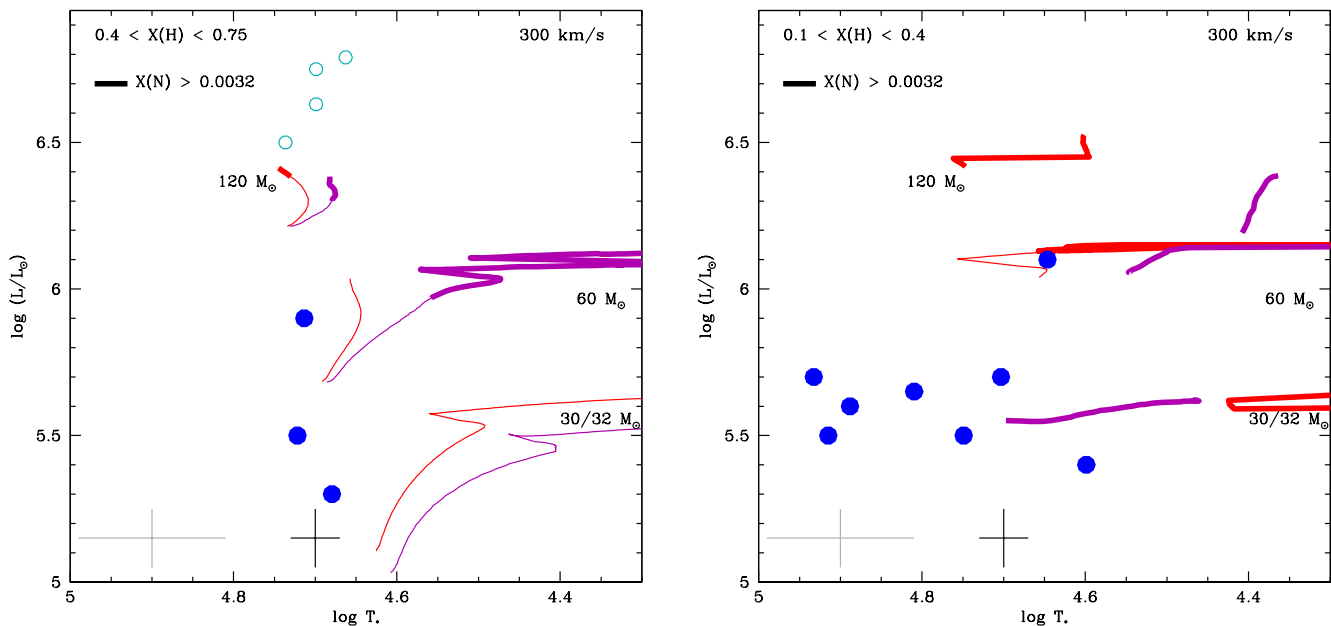 0.4 < X(H) < 0.75 300 km/s
X(N) > 0.0032
6.5
120 M⊙
6
60 M⊙
5.5
30/32 M⊙
5
5 4.8 4.6 4.4
log (L/L⊙)
log T*
0.1 < X(H) < 0.4 300 km/s
X(N) > 0.0032
6.5
120 M⊙
6
60 M⊙
5.5
30/32 M⊙
5
5 4.8 4.6 4.4
log (L/L⊙)
log T*